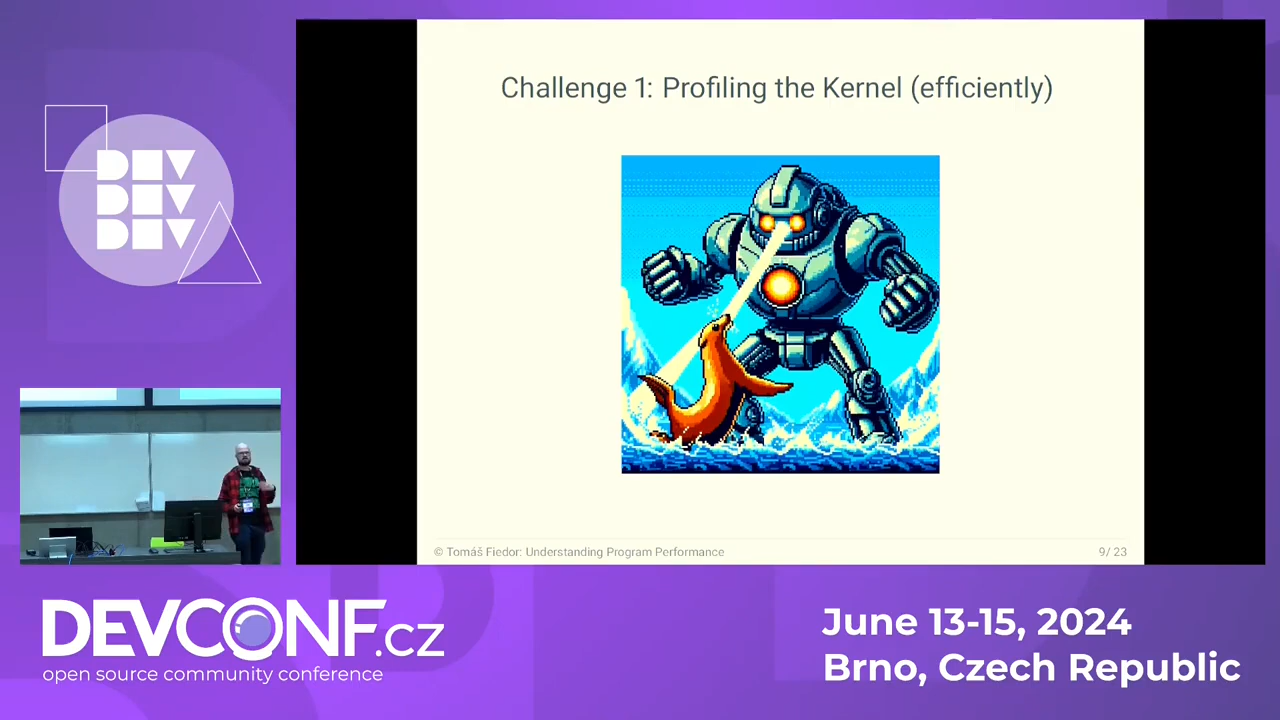 Challenge 1: Profiling the Kernel (efficiently)
DEV
DEV
DEV
© Tomáš Fiedor: Understanding Program Performance
9/ 23
DEVCONF.cz
open source community conference
June 13-15, 2024
Brno, Czech Republic